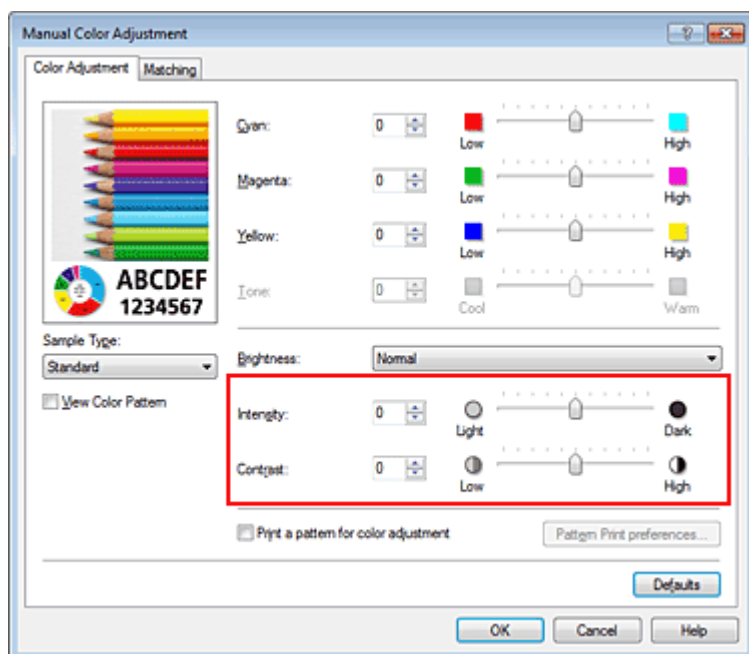 Manual Color Adjustment
Color Adjustment Matching
Cyan: 0 Low High
Magenta: 0 Low High
Yellow: 0 Low High
Tone: 0 Cool Warm
ABCDEF
1234567
Sample Type:
Standard
View Color Pattern
Brightness: Normal
Intensity: 0 Light Dark
Contrast: 0 Low High
Print a pattern for color adjustment Pattern Print preferences...
Defaults
OK Cancel Help